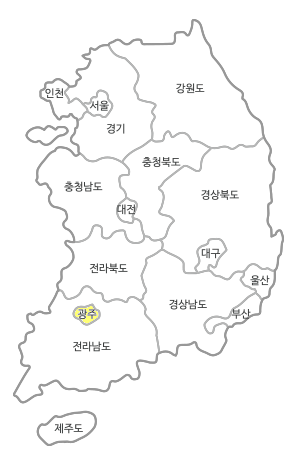 강원도
인천
서울
경기
충청북도
충청남도
경상북도
대전
대구
전라북도
울산
경상남도
광주
부산
전라남도
제주도